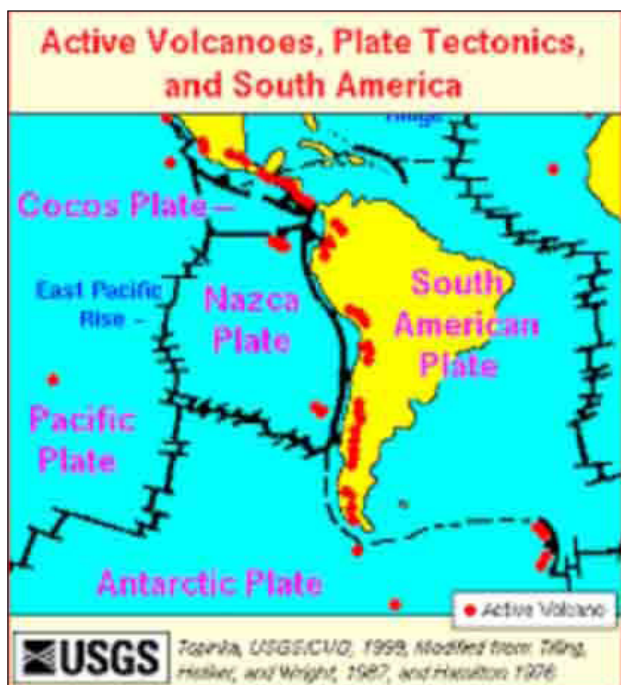 Active Volcanoes, Plate Tectonics,
and South America
Ridge
Cocos Plate
East Pacific
Rise
Nazca
Plate
South
American
Plate
Pacific
Plate
Antarctic Plate
Active Volcano
USGS
Topinka, USGS/CVO, 1999, Modified from: Tilling,
Heliker, and Wright, 1987, and Hamilton 1976